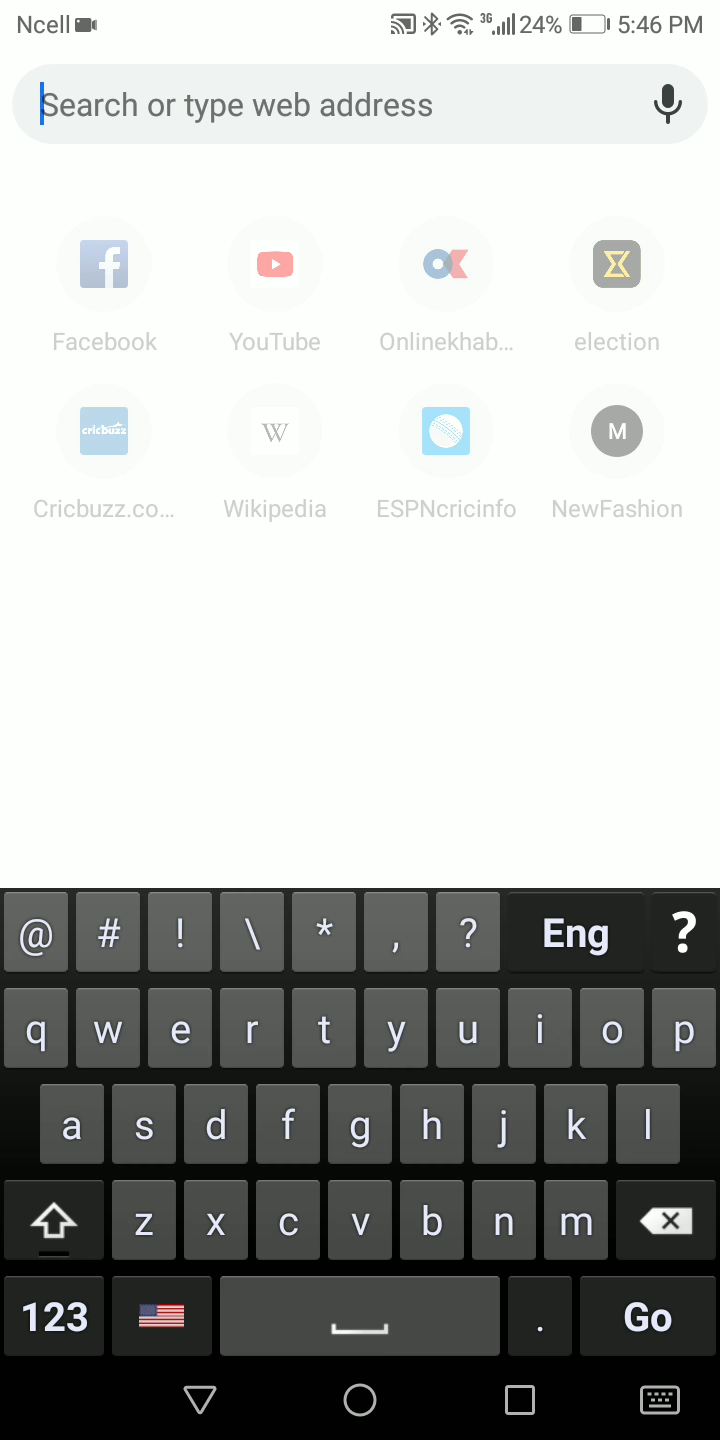 Ncell 3G 24% 5:46 PM
Search or type web address
Facebook YouTube Onlinekhab... election
cricbuzz W M
Cricbuzz.co... Wikipedia ESPNcricinfo NewFashion
@ # ! \ * , ? Eng ?
q w e r t y u i o p
a s d f g h j k l
z x c v b n m
123 . Go